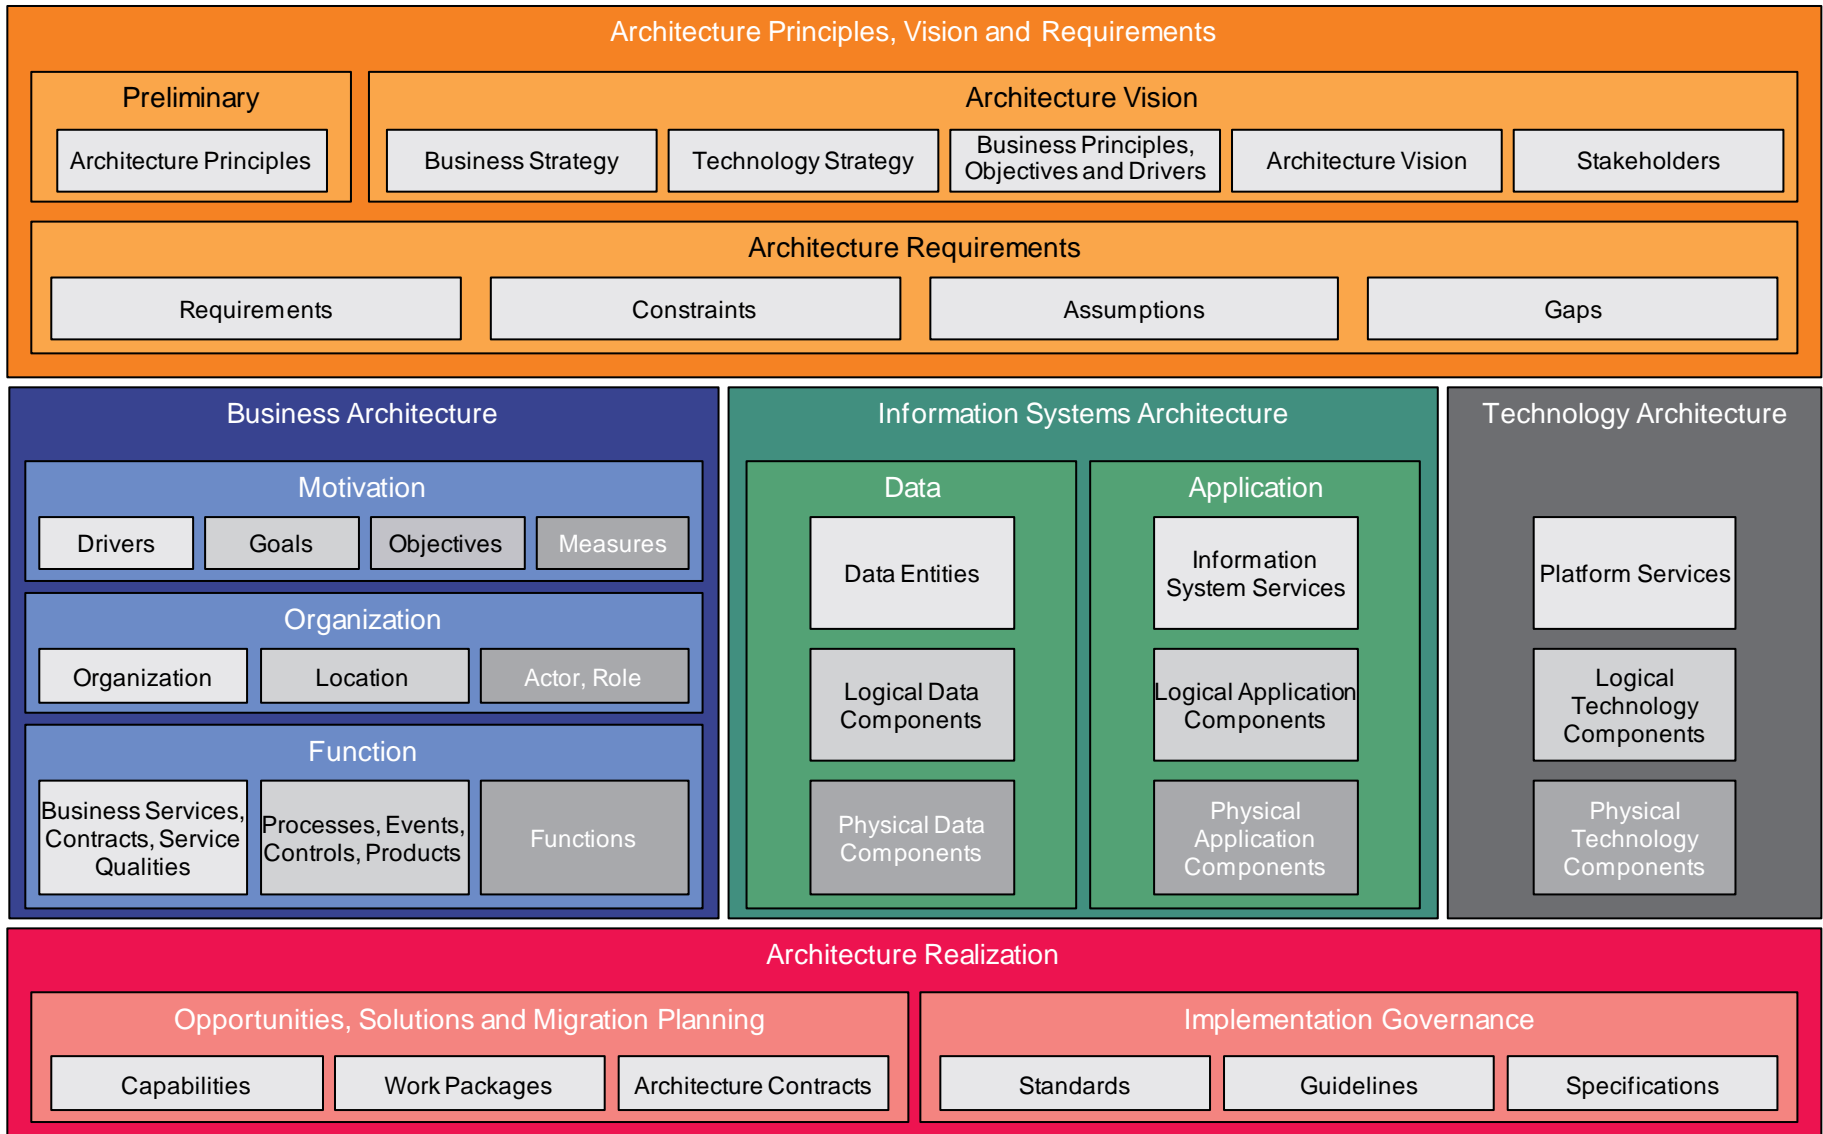 Architecture Principles, Vision and Requirements
Preliminary
Architecture Principles
Architecture Vision
Business Strategy
Technology Strategy
Business Principles,
Objectives and Drivers
Architecture Vision
Stakeholders
Architecture Requirements
Requirements
Constraints
Assumptions
Gaps
Business Architecture
Motivation
Drivers
Goals
Objectives
Measures
Organization
Organization
Location
Actor, Role
Function
Business Services,
Contracts, Service
Qualities
Processes, Events,
Controls, Products
Functions
Information Systems Architecture
Data
Data Entities
Logical Data
Components
Physical Data
Components
Application
Information
System Services
Logical Application
Components
Physical
Application
Components
Technology Architecture
Platform Services
Logical
Technology
Components
Physical
Technology
Components
Architecture Realization
Opportunities, Solutions and Migration Planning
Capabilities
Work Packages
Architecture Contracts
Implementation Governance
Standards
Guidelines
Specifications